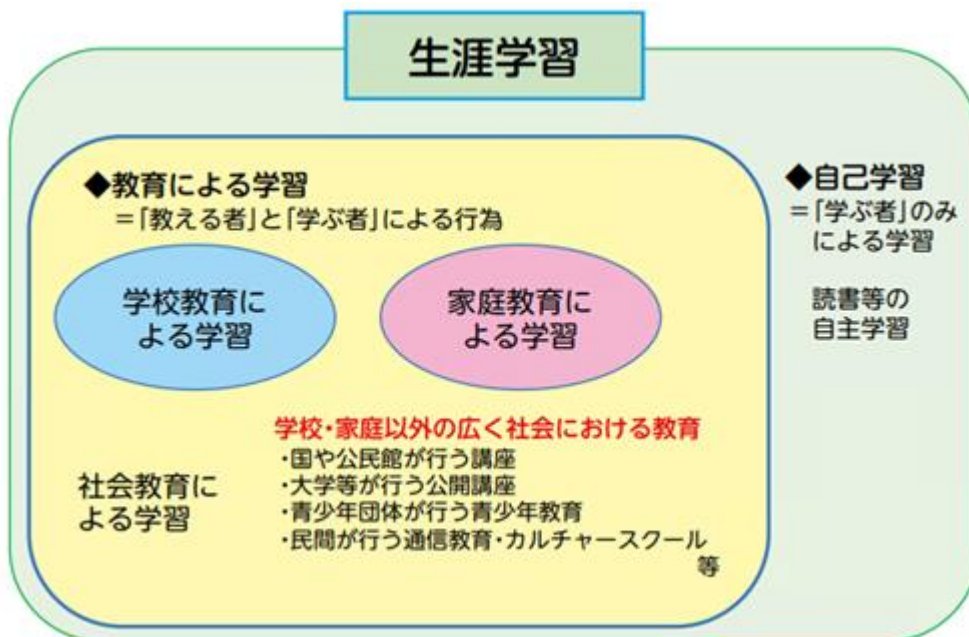 生涯学習
◆教育による学習
＝「教える者」と「学ぶ者」による行為
学校教育に
よる学習
家庭教育に
よる学習
学校・家庭以外の広く社会における教育
・国や公民館が行う講座
・大学等が行う公開講座
・青少年団体が行う青少年教育
・民間が行う通信教育・カルチャースクール
等
社会教育に
よる学習
◆自己学習
＝「学ぶ者」のみ
による学習
読書等の
自主学習